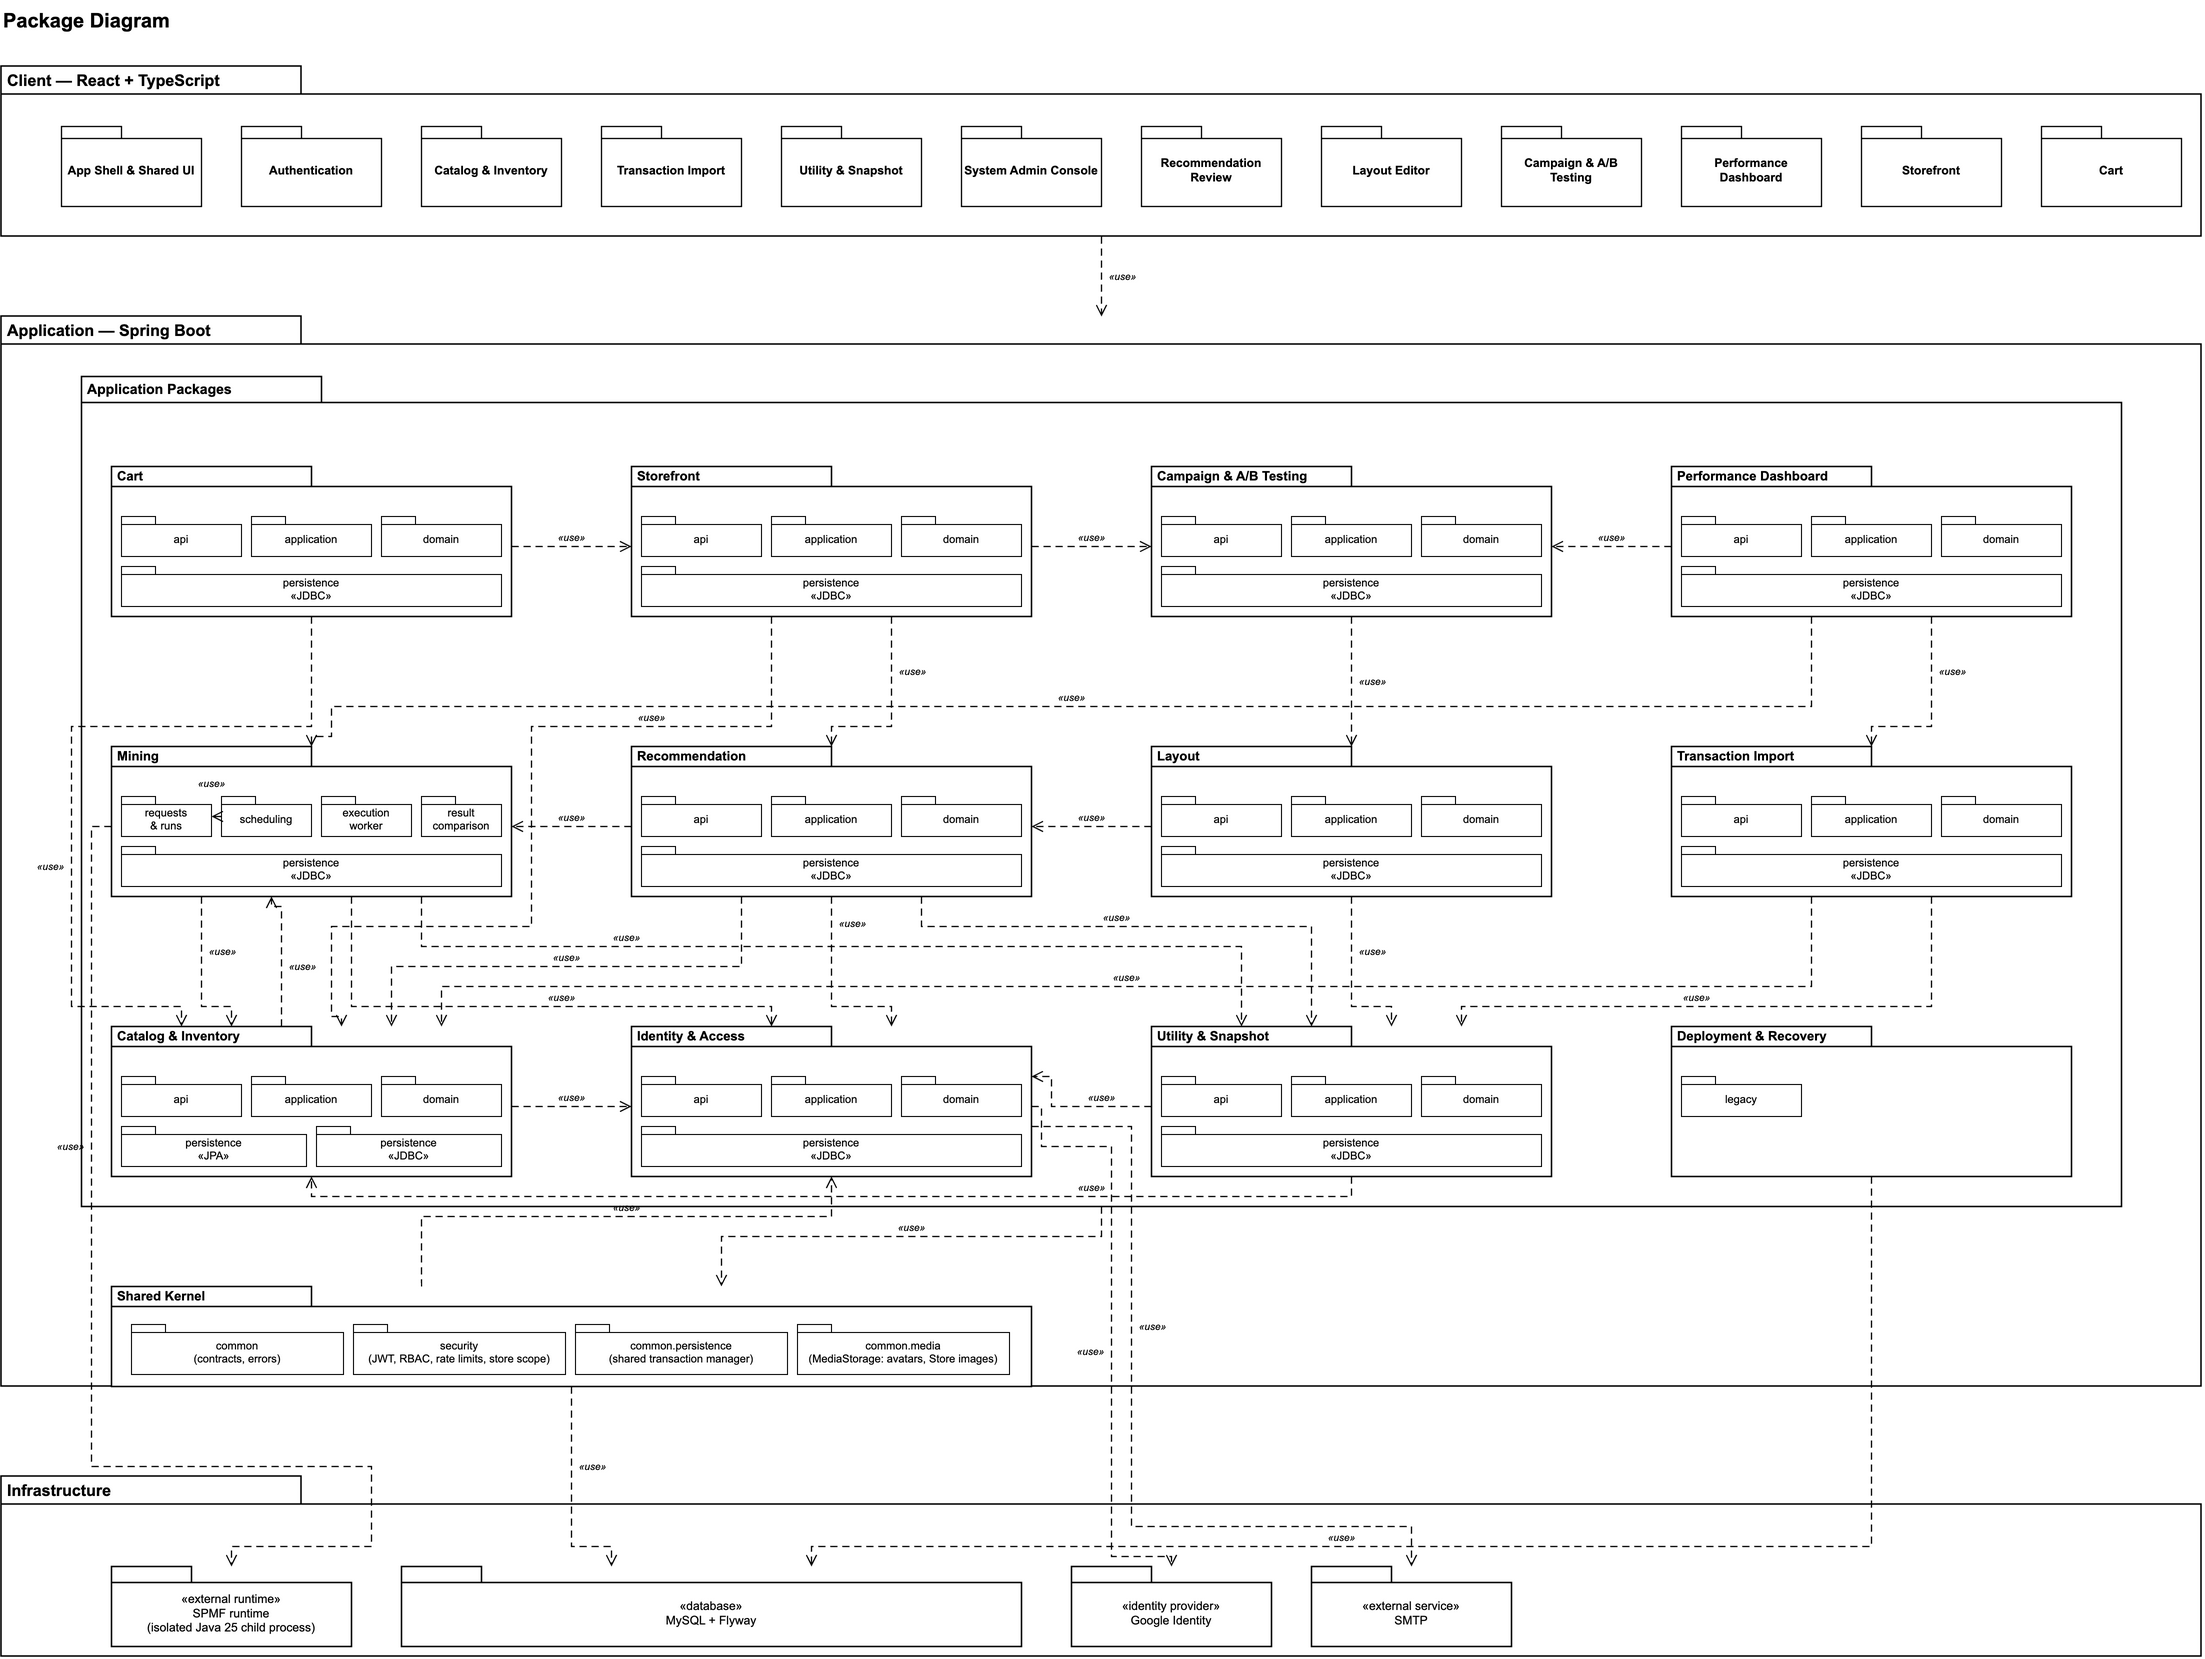 Package Diagram
Client — React + TypeScript
App Shell & Shared UI
Authentication
Catalog & Inventory
Transaction Import
Utility & Snapshot
System Admin Console
Recommendation
Review
Layout Editor
Campaign & A/B
Testing
Performance
Dashboard
Storefront
Cart
«use»
Application — Spring Boot
Application Packages
Cart
api
application
domain
persistence
«JDBC»
«use»
Storefront
api
application
domain
persistence
«JDBC»
«use»
Campaign & A/B Testing
api
application
domain
persistence
«JDBC»
«use»
Performance Dashboard
api
application
domain
persistence
«JDBC»
«use»
«use»
«use»
«use»
«use»
Mining
«use»
requests
& runs
scheduling
execution
worker
result
comparison
persistence
«JDBC»
«use»
Recommendation
api
application
domain
persistence
«JDBC»
«use»
Layout
api
application
domain
persistence
«JDBC»
Transaction Import
api
application
domain
persistence
«JDBC»
«use»
«use»
«use»
«use»
«use»
«use»
«use»
«use»
«use»
«use»
«use»
«use»
Catalog & Inventory
api
application
domain
persistence
«JPA»
persistence
«JDBC»
«use»
«use»
Identity & Access
api
application
domain
persistence
«JDBC»
«use»
Utility & Snapshot
api
application
domain
persistence
«JDBC»
Deployment & Recovery
legacy
«use»
«use»
«use»
Shared Kernel
common
(contracts, errors)
security
(JWT, RBAC, rate limits, store scope)
common.persistence
(shared transaction manager)
common.media
(MediaStorage: avatars, Store images)
«use»
«use»
«use»
Infrastructure
«use»
«external runtime»
SPMF runtime
(isolated Java 25 child process)
«database»
MySQL + Flyway
«identity provider»
Google Identity
«external service»
SMTP